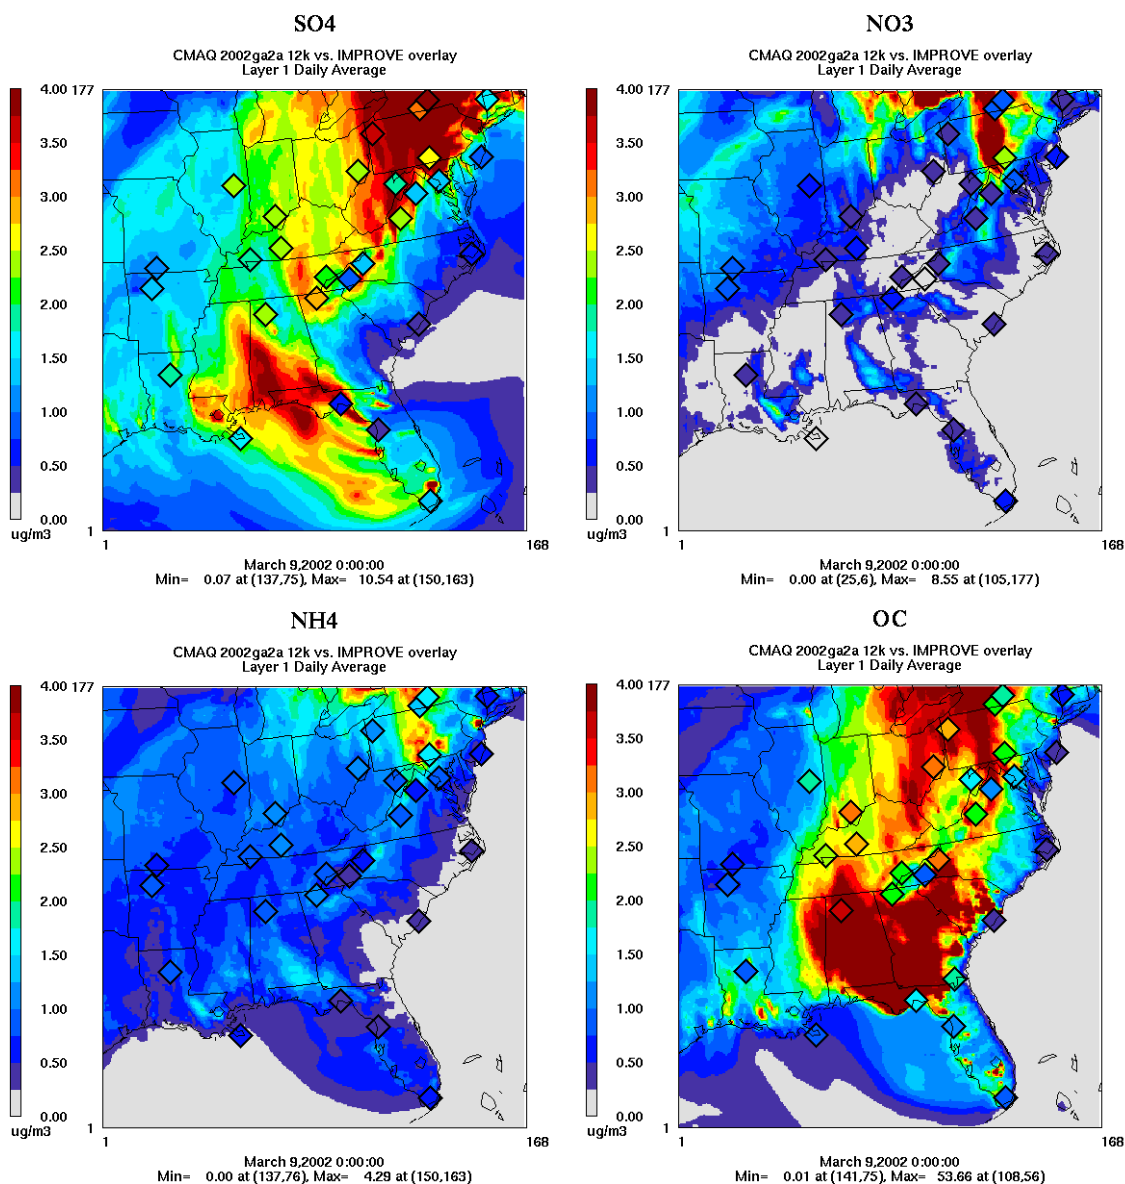 SO4
CMAQ 2002ga2a 12k vs. IMPROVE overlay
Layer 1 Daily Average
4.00 177
3.50
3.00
2.50
2.00
1.50
1.00
0.50
0.00
ug/m3
1
1 168
March 9,2002 0:00:00
Min= 0.07 at (137,75), Max= 10.54 at (150,163)
NO3
CMAQ 2002ga2a 12k vs. IMPROVE overlay
Layer 1 Daily Average
4.00 177
3.50
3.00
2.50
2.00
1.50
1.00
0.50
0.00
ug/m3
1
1 168
March 9,2002 0:00:00
Min= 0.00 at (25,6), Max= 8.55 at (105,177)
NH4
CMAQ 2002ga2a 12k vs. IMPROVE overlay
Layer 1 Daily Average
4.00 177
3.50
3.00
2.50
2.00
1.50
1.00
0.50
0.00
ug/m3
1
1 168
March 9,2002 0:00:00
Min= 0.00 at (137,76), Max= 4.29 at (150,163)
OC
CMAQ 2002ga2a 12k vs. IMPROVE overlay
Layer 1 Daily Average
4.00 177
3.50
3.00
2.50
2.00
1.50
1.00
0.50
0.00
ug/m3
1
1 168
March 9,2002 0:00:00
Min= 0.01 at (141,75), Max= 53.66 at (108,56)